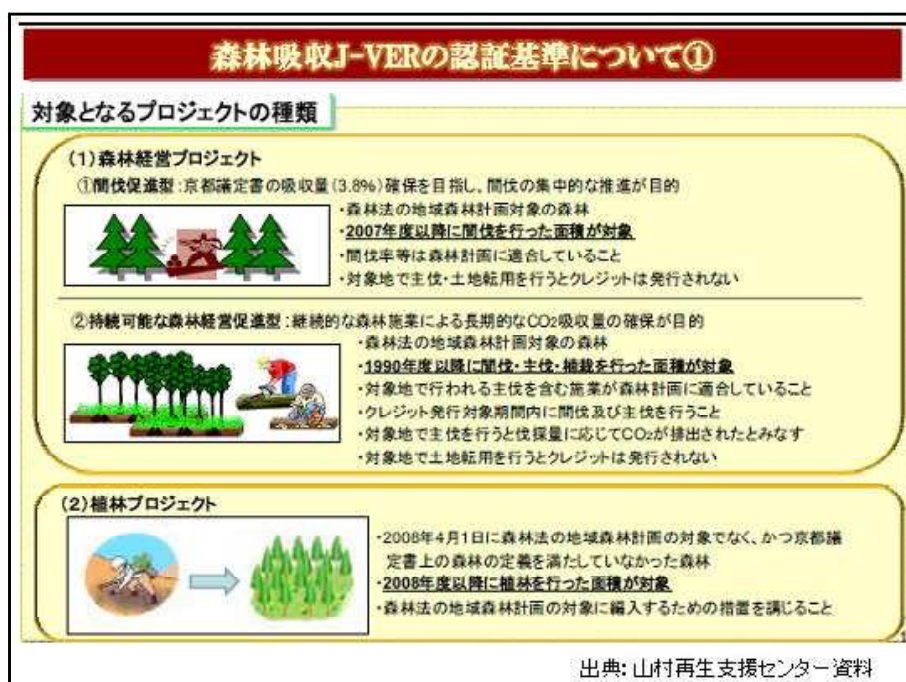 森林吸収J-VERの認証基準について①
対象となるプロジェクトの種類
(1)森林経営プロジェクト
①間伐促進型:京都議定書の吸収量(3.8%)確保を目指し、間伐の集中的な推進が目的
・森林法の地域森林計画対象の森林
・2007年度以降に間伐を行った面積が対象
・間伐率等は森林計画に適合していること
・対象地で主伐・土地転用を行うとクレジットは発行されない
②持続可能な森林経営促進型:継続的な森林施業による長期的なCO2吸収量の確保が目的
・森林法の地域森林計画対象の森林
・1990年度以降に間伐・主伐・植栽を行った面積が対象
・対象地で行われる主伐を含む施業が森林計画に適合していること
・クレジット発行対象期間内に間伐及び主伐を行うこと
・対象地で主伐を行うと伐採量に応じてCO2が排出されたとみなす
・対象地で土地転用を行うとクレジットは発行されない
(2)植林プロジェクト
・2008年4月1日に森林法の地域森林計画の対象でなく、かつ京都議
定書上の森林の定義を満たしていなかった森林
・2008年度以降に植林を行った面積が対象
・森林法の地域森林計画の対象に編入するための措置を講じること
1
出典: 山村再生支援センター資料